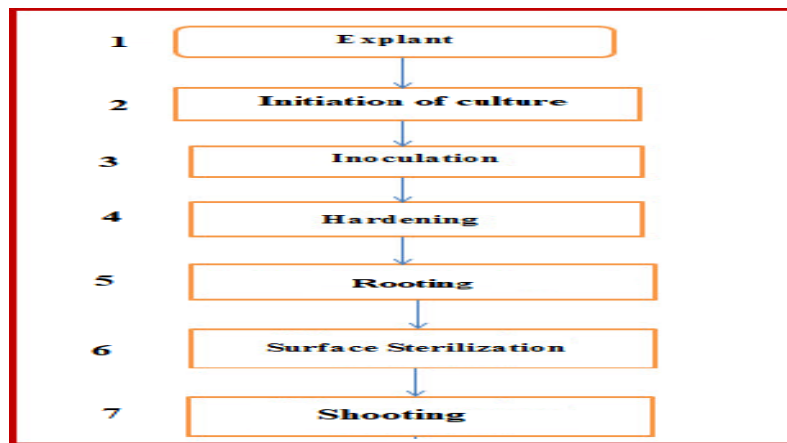 1 Explant
2 Initiation of culture
3 Inoculation
4 Hardening
5 Rooting
6 Surface Sterilization
7 Shooting